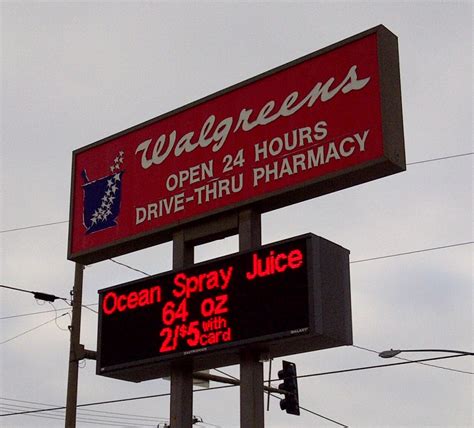 Walgreens
OPEN 24 HOURS
DRIVE-THRU PHARMACY
Ocean Spray Juice
64 oz
2/$5 with card